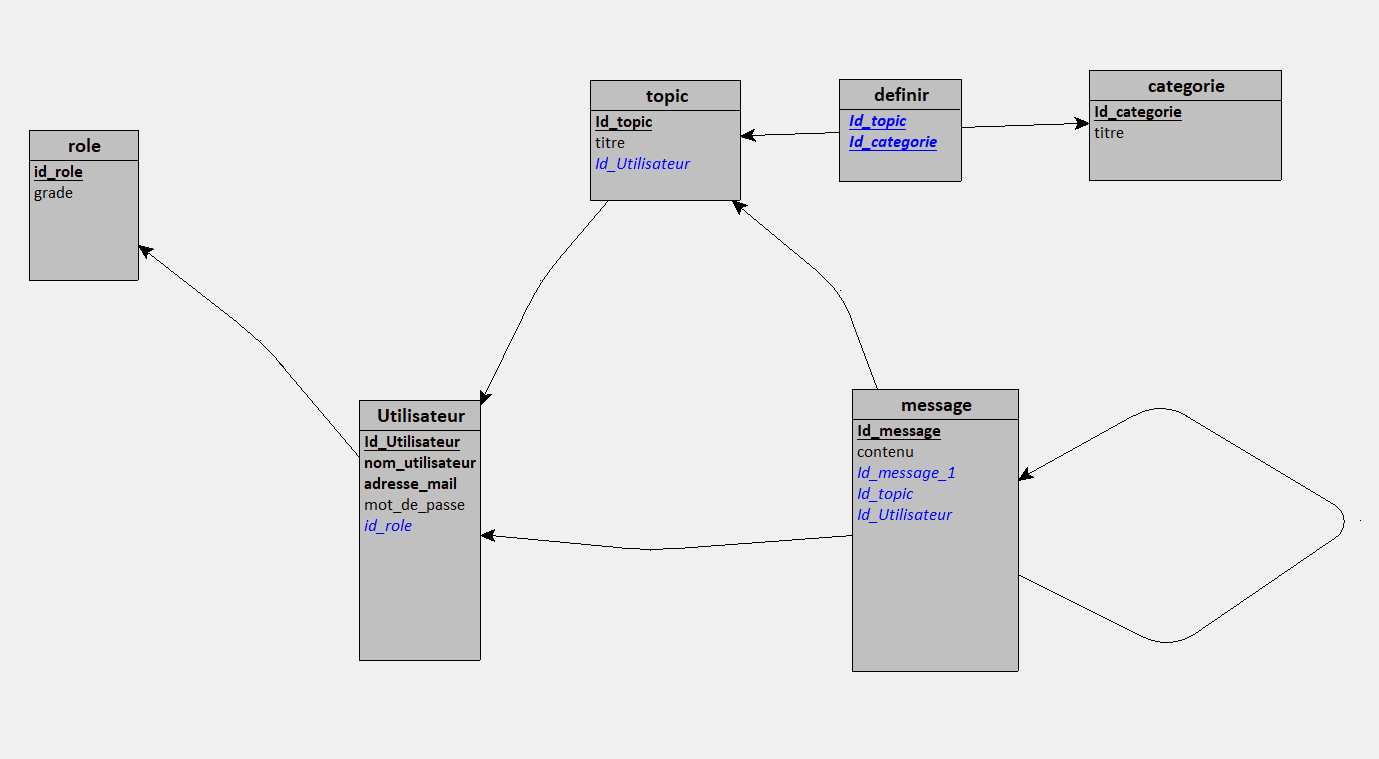 role
id_role
grade
topic
Id_topic
titre
Id_Utilisateur
definir
Id_topic
Id_categorie
categorie
Id_categorie
titre
Utilisateur
Id_Utilisateur
nom_utilisateur
adresse_mail
mot_de_passe
id_role
message
Id_message
contenu
Id_message_1
Id_topic
Id_Utilisateur